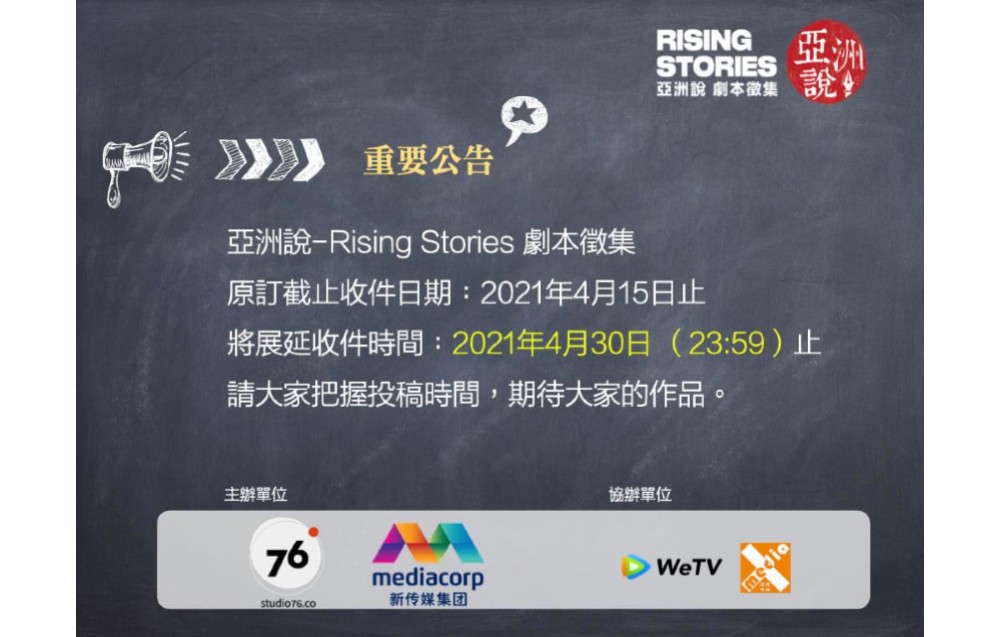 RISING
STORIES
亞洲說 劇本徵集
亞洲
說
重要公告
亞洲說-Rising Stories 劇本徵集
原訂截止收件日期：2021年4月15日止
將展延收件時間：2021年4月30日（23:59）止
請大家把握投稿時間，期待大家的作品。
主辦單位
協辦單位
76
studio76.co
mediacorp
新传媒集团
WeTV
media